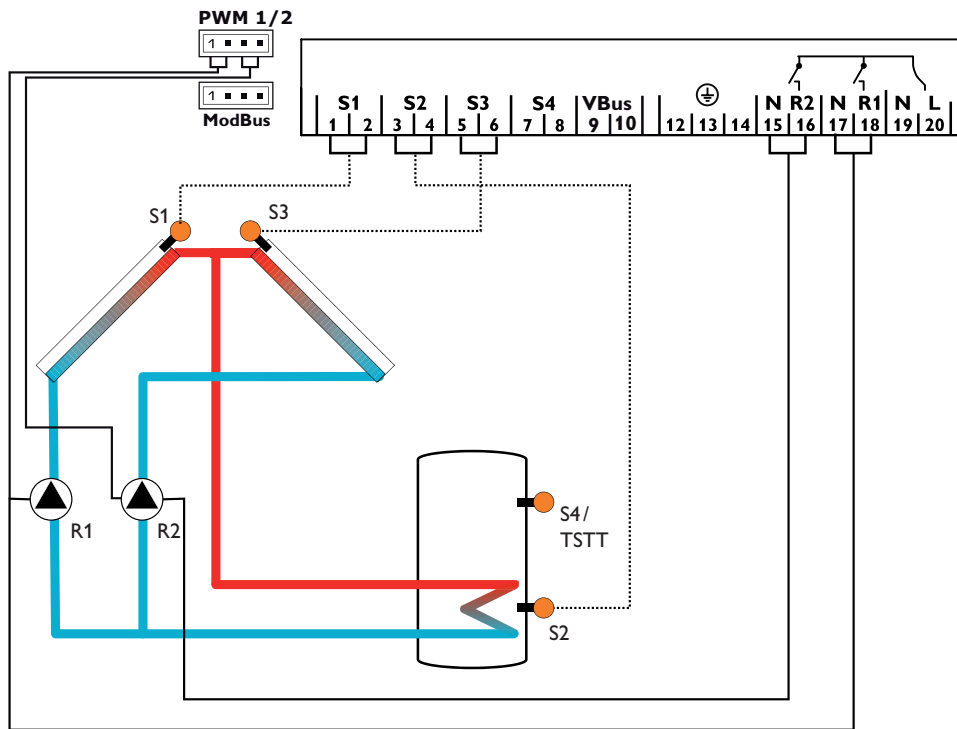 PWM 1/2
1
1
ModBus
S1 S2 S3 S4 VBus N R2 N R1 N L
1 2 3 4 5 6 7 8 9 10 12 13 14 15 16 17 18 19 20
S1 S3
S4/
TSTT
R1 R2
S2